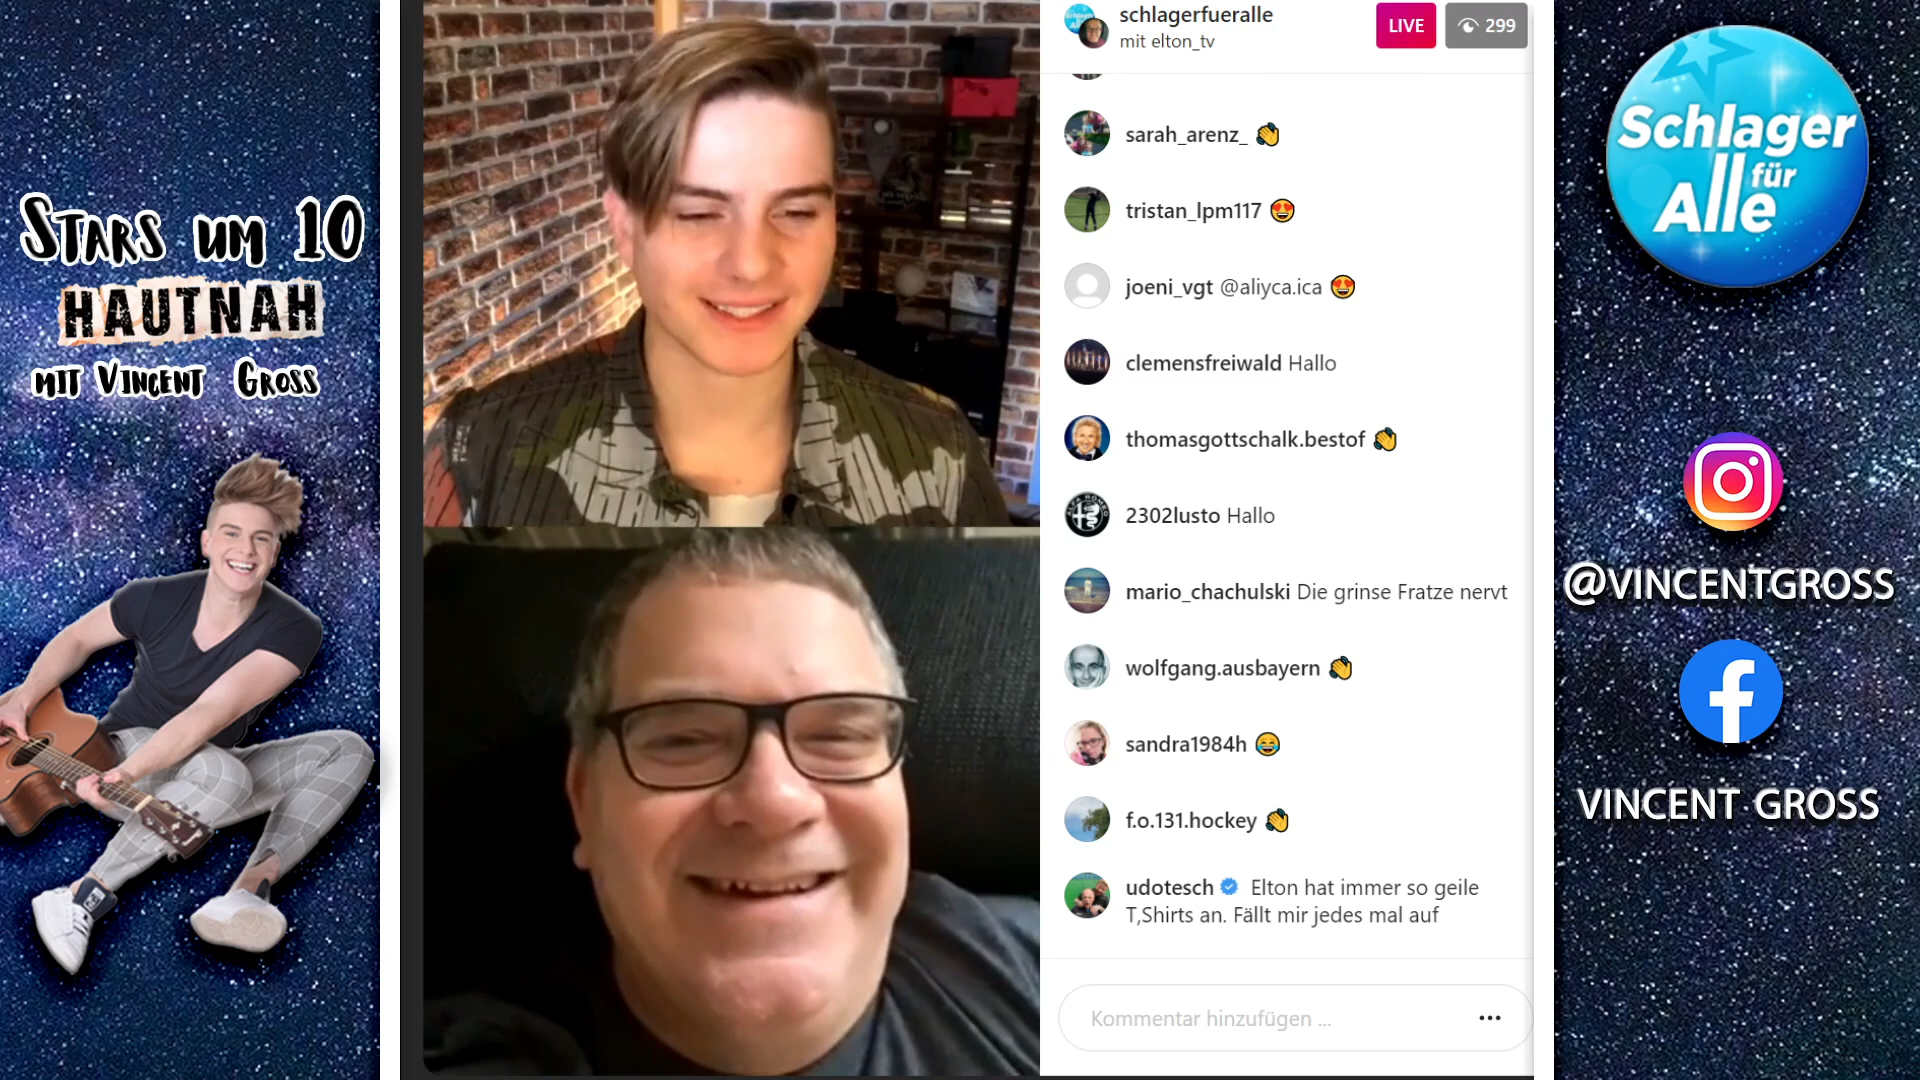 STARS UM 10
HAUTNAH
MIT VINCENT GROSS
schlagerfueralle
mit elton_tv
LIVE
299
sarah_arenz_ 👏
tristan_lpm117 😍
joeni_vgt @aliyca.ica 😍
clemensfreiwald Hallo
thomasgottschalk.bestof 👏
2302lusto Hallo
mario_chachulski Die grinse Fratze nervt
wolfgang.ausbayern 👏
sandra1984h 😂
f.o.131.hockey 👏
udotesch Elton hat immer so geile
T,Shirts an. Fällt mir jedes mal auf
Kommentar hinzufügen ...
Schlager
für
Alle
@VINCENTGROSS
VINCENT GROSS